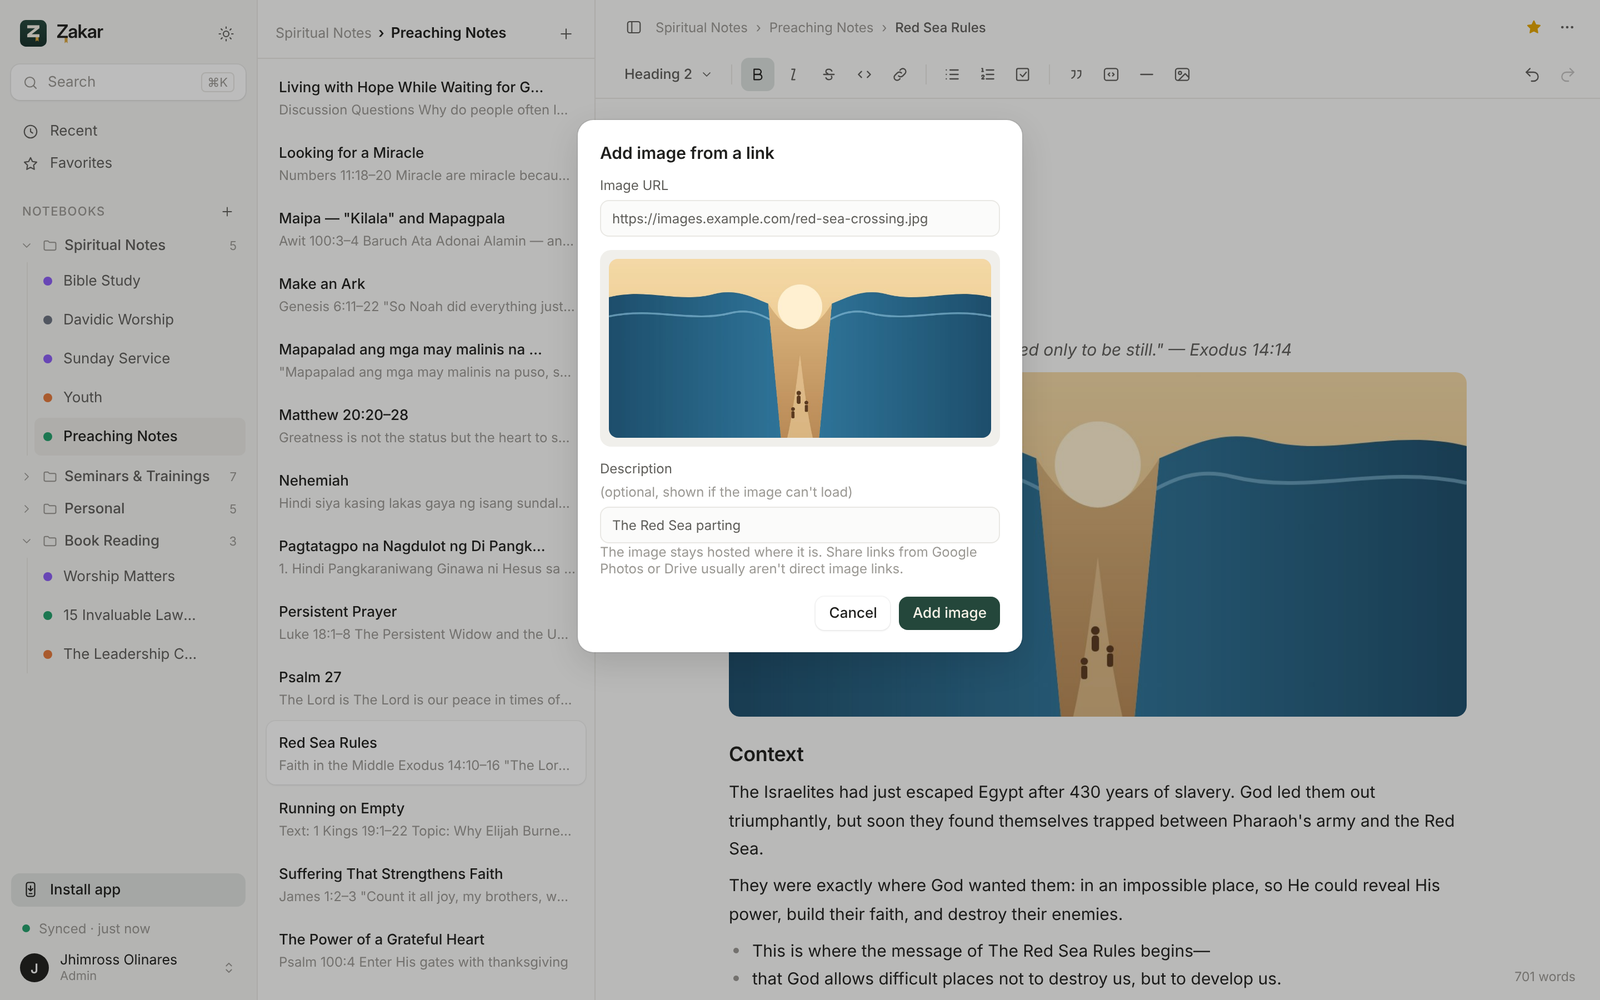 Zakar
Search
⌘K
Recent
Favorites
NOTEBOOKS
Spiritual Notes 5
Bible Study
Davidic Worship
Sunday Service
Youth
Preaching Notes
Seminars & Trainings 7
Personal 5
Book Reading 3
Worship Matters
15 Invaluable Law...
The Leadership C...
Install app
Synced · just now
J
Jhimross Olinares
Admin
Spiritual Notes › Preaching Notes
Living with Hope While Waiting for G...
Discussion Questions Why do people often l...
Looking for a Miracle
Numbers 11:18–20 Miracle are miracle becau...
Maipa — "Kilala" and Mapagpala
Awit 100:3–4 Baruch Ata Adonai Alamin — an...
Make an Ark
Genesis 6:11–22 "So Noah did everything just...
Mapapalad ang mga may malinis na ...
"Mapapalad ang mga may malinis na puso, s...
Matthew 20:20–28
Greatness is not the status but the heart to s...
Nehemiah
Hindi siya kasing lakas gaya ng isang sundal...
Pagtatagpo na Nagdulot ng Di Pangk...
1. Hindi Pangkaraniwang Ginawa ni Hesus sa ...
Persistent Prayer
Luke 18:1–8 The Persistent Widow and the U...
Psalm 27
The Lord is The Lord is our peace in times of...
Red Sea Rules
Faith in the Middle Exodus 14:10–16 "The Lor...
Running on Empty
Text: 1 Kings 19:1–22 Topic: Why Elijah Burne...
Suffering That Strengthens Faith
James 1:2–3 "Count it all joy, my brothers, w...
The Power of a Grateful Heart
Psalm 100:4 Enter His gates with thanksgiving
Spiritual Notes › Preaching Notes › Red Sea Rules
Heading 2
B I S
Add image from a link
Image URL
https://images.example.com/red-sea-crossing.jpg
Description
(optional, shown if the image can't load)
The Red Sea parting
The image stays hosted where it is. Share links from Google
Photos or Drive usually aren't direct image links.
Cancel
Add image
ed only to be still." — Exodus 14:14
Context
The Israelites had just escaped Egypt after 430 years of slavery. God led them out
triumphantly, but soon they found themselves trapped between Pharaoh's army and the Red
Sea.
They were exactly where God wanted them: in an impossible place, so He could reveal His
power, build their faith, and destroy their enemies.
• This is where the message of The Red Sea Rules begins—
• that God allows difficult places not to destroy us, but to develop us.
701 words